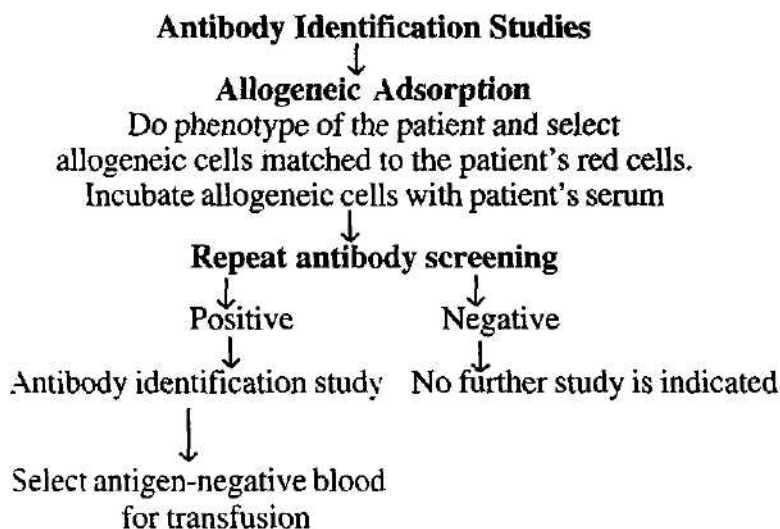 Antibody Identification Studies
Allogeneic Adsorption
Do phenotype of the patient and select
allogeneic cells matched to the patient's red cells.
Incubate allogeneic cells with patient's serum
Repeat antibody screening
Positive
Negative
Antibody identification study
No further study is indicated
Select antigen-negative blood
for transfusion